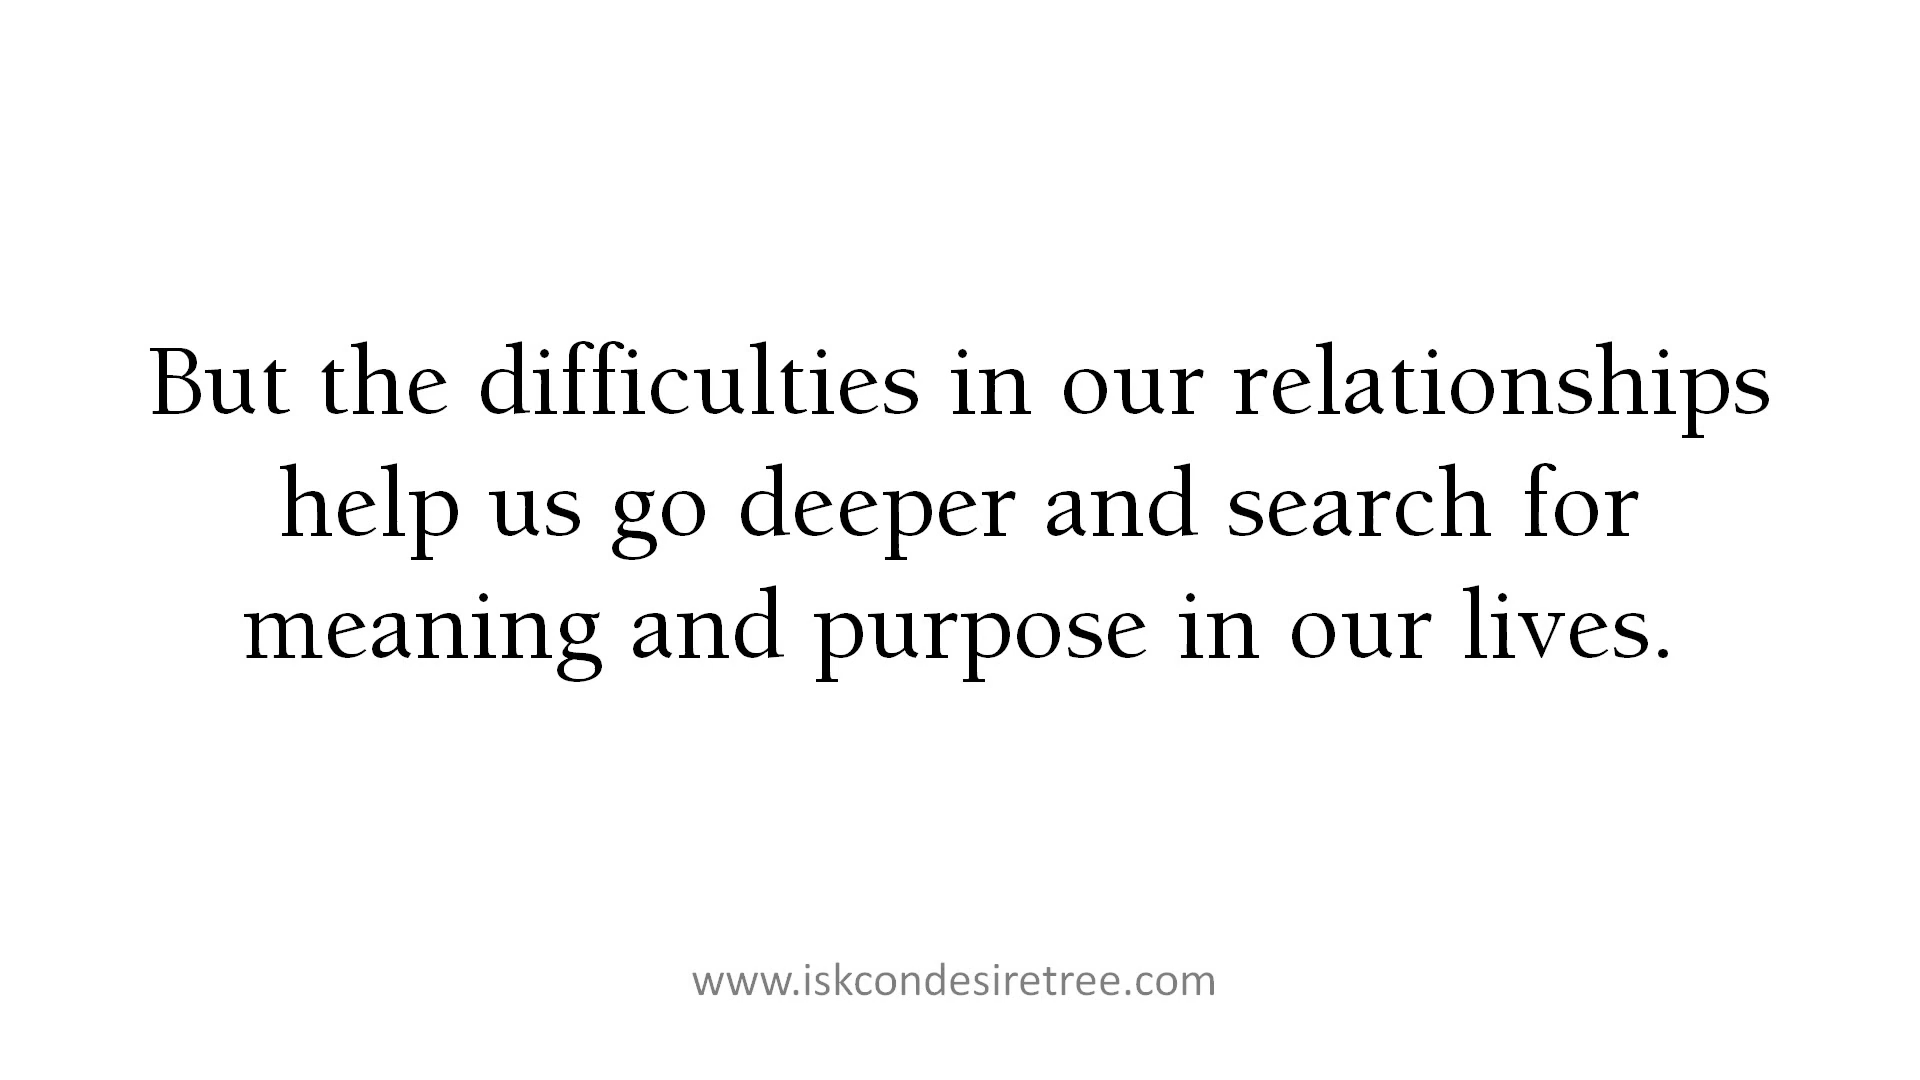 But the difficulties in our relationships
help us go deeper and search for
meaning and purpose in our lives.
www.iskcondesiretree.com